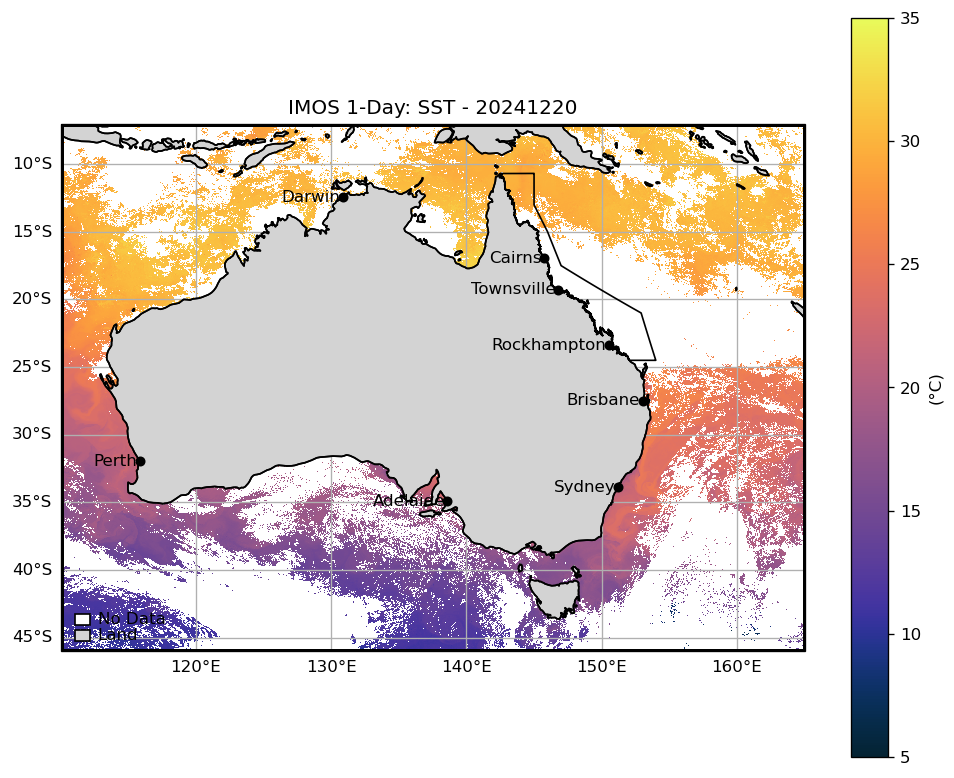 IMOS 1-Day: SST - 20241220
35
30
25
20
15
10
5
(°C)
10°S
15°S
20°S
25°S
30°S
35°S
40°S
45°S
Darwin
Cairns
Townsville
Rockhampton
Brisbane
Perth
Sydney
Adelaide
No Data
Land
120°E 130°E 140°E 150°E 160°E